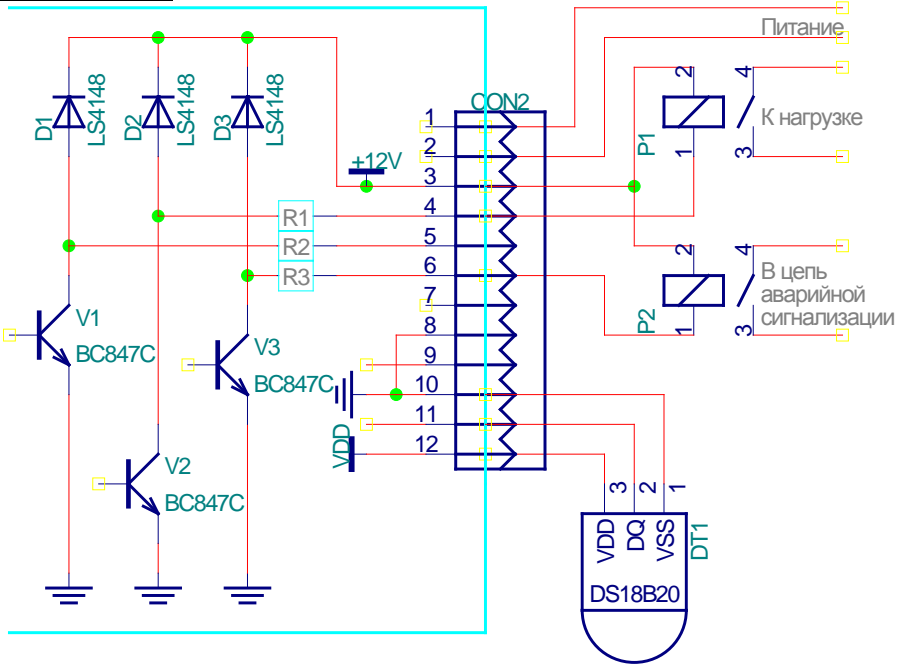 Питание
D1
LS4148
D2
LS4148
D3
LS4148
CON2
1
2
3
4
5
6
7
8
9
10
11
12
+12V
R1
R2
R3
2
1
P1
4
3
К нагрузке
2
1
P2
4
3
В цепь
аварийной
сигнализации
V1
BC847C
V3
BC847C
V2
BC847C
VDD
3
2
1
VDD
DQ
VSS
DT1
DS18B20